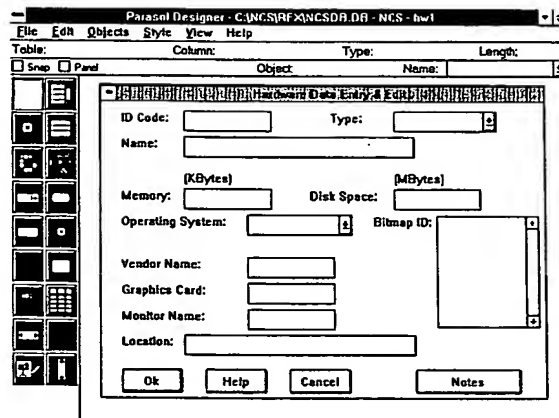 Parasol Designer - C:\NCS\RFX\NCSDB.DB - NCS - hw1
File Edit Objects Style View Help
Table: Column: Type: Length:
Snap Panel Object: Name:
Hardware Data Entry & Edit
ID Code: Type:
Name:
(KBytes) (MBytes)
Memory: Disk Space:
Operating System: Bitmap ID:
Vendor Name:
Graphics Card:
Monitor Name:
Location:
Ok Help Cancel Notes